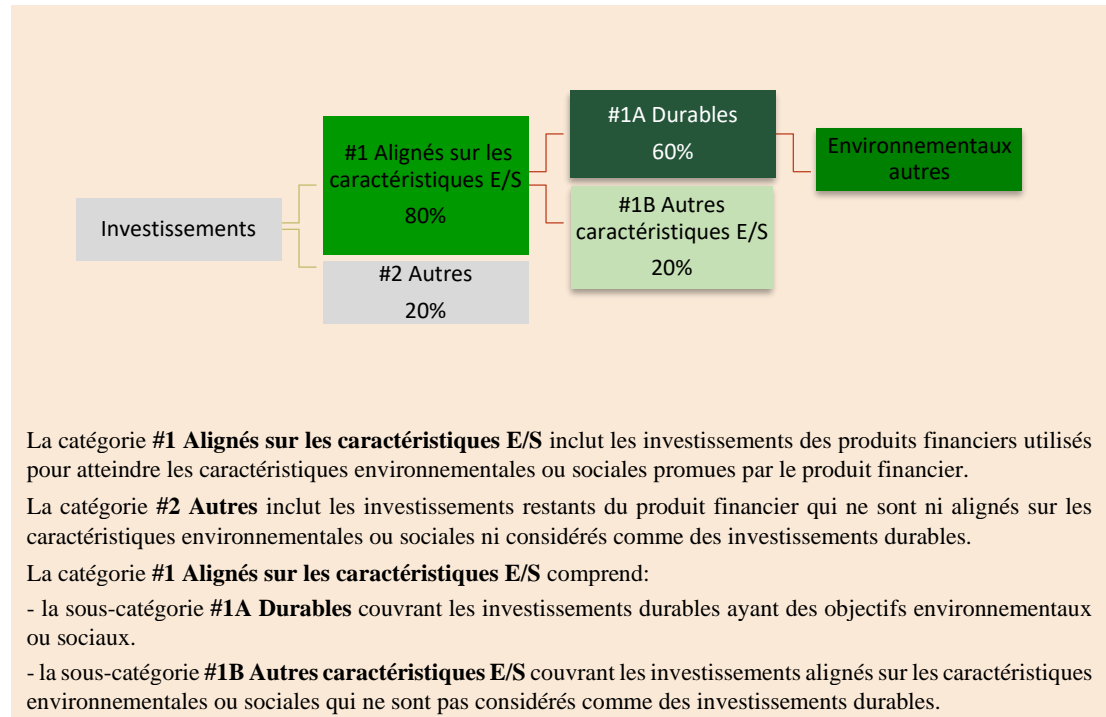 Investissements
#1 Alignés sur les
caractéristiques E/S
80%
#2 Autres
20%
#1A Durables
60%
#1B Autres
caractéristiques E/S
20%
Environnementaux
autres
La catégorie #1 Alignés sur les caractéristiques E/S inclut les investissements des produits financiers utilisés
pour atteindre les caractéristiques environnementales ou sociales promues par le produit financier.
La catégorie #2 Autres inclut les investissements restants du produit financier qui ne sont ni alignés sur les
caractéristiques environnementales ou sociales ni considérés comme des investissements durables.
La catégorie #1 Alignés sur les caractéristiques E/S comprend:
- la sous-catégorie #1A Durables couvrant les investissements durables ayant des objectifs environnementaux
ou sociaux.
- la sous-catégorie #1B Autres caractéristiques E/S couvrant les investissements alignés sur les caractéristiques
environnementales ou sociales qui ne sont pas considérés comme des investissements durables.